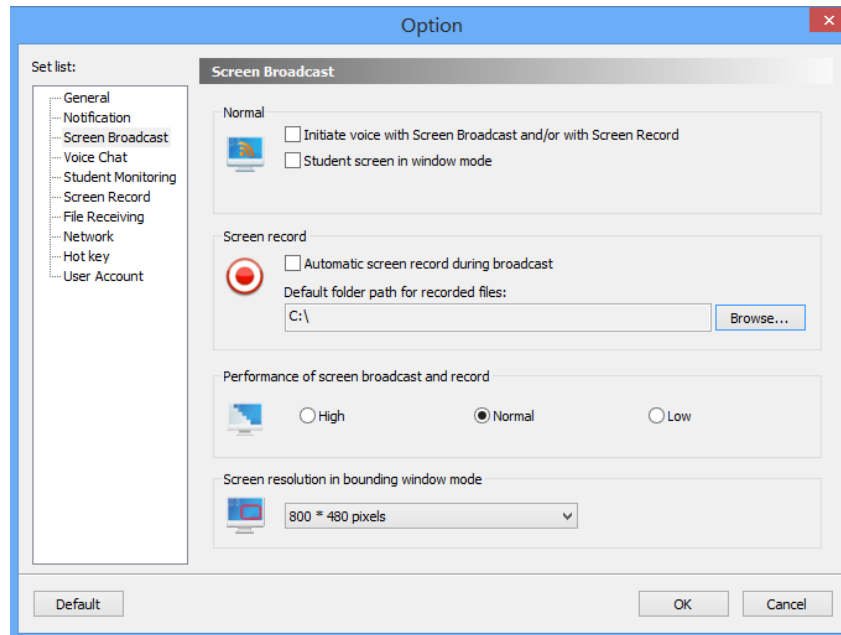 Option
Set list:
General
Notification
Screen Broadcast
Voice Chat
Student Monitoring
Screen Record
File Receiving
Network
Hot key
User Account
Screen Broadcast
Normal
Initiate voice with Screen Broadcast and/or with Screen Record
Student screen in window mode
Screen record
Automatic screen record during broadcast
Default folder path for recorded files:
C:\
Browse...
Performance of screen broadcast and record
High
Normal
Low
Screen resolution in bounding window mode
800 * 480 pixels
Default
OK
Cancel